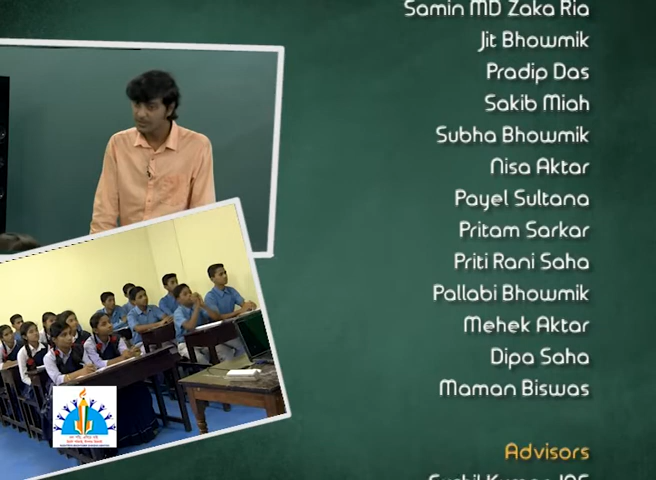 Samin MD Zaka Ria
Jit Bhowmik
Pradip Das
Sakib Miah
Subha Bhowmik
Nisa Aktar
Payel Sultana
Pritam Sarkar
Priti Rani Saha
Pallabi Bhowmik
Mehek Aktar
Dipa Saha
Maman Biswas
Advisors